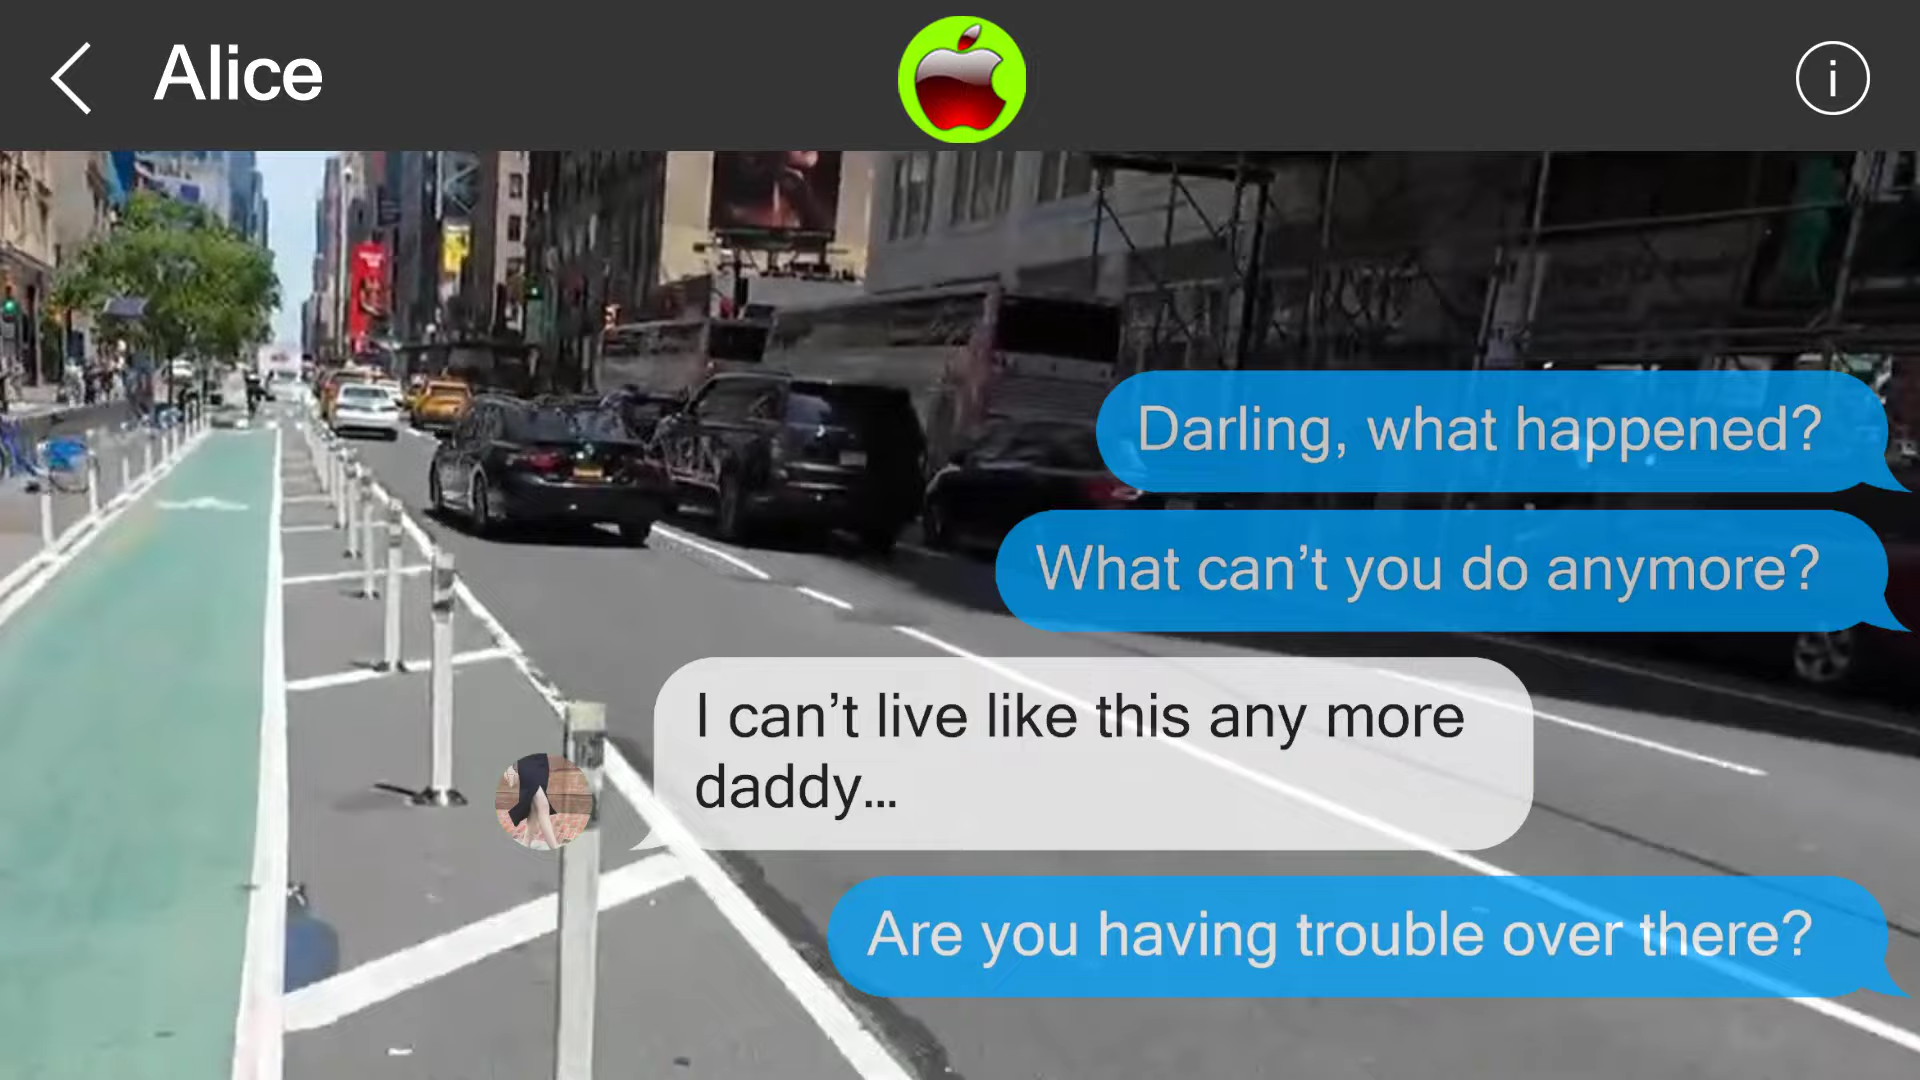 Alice
Darling, what happened?
What can’t you do anymore?
I can’t live like this any more
daddy...
Are you having trouble over there?